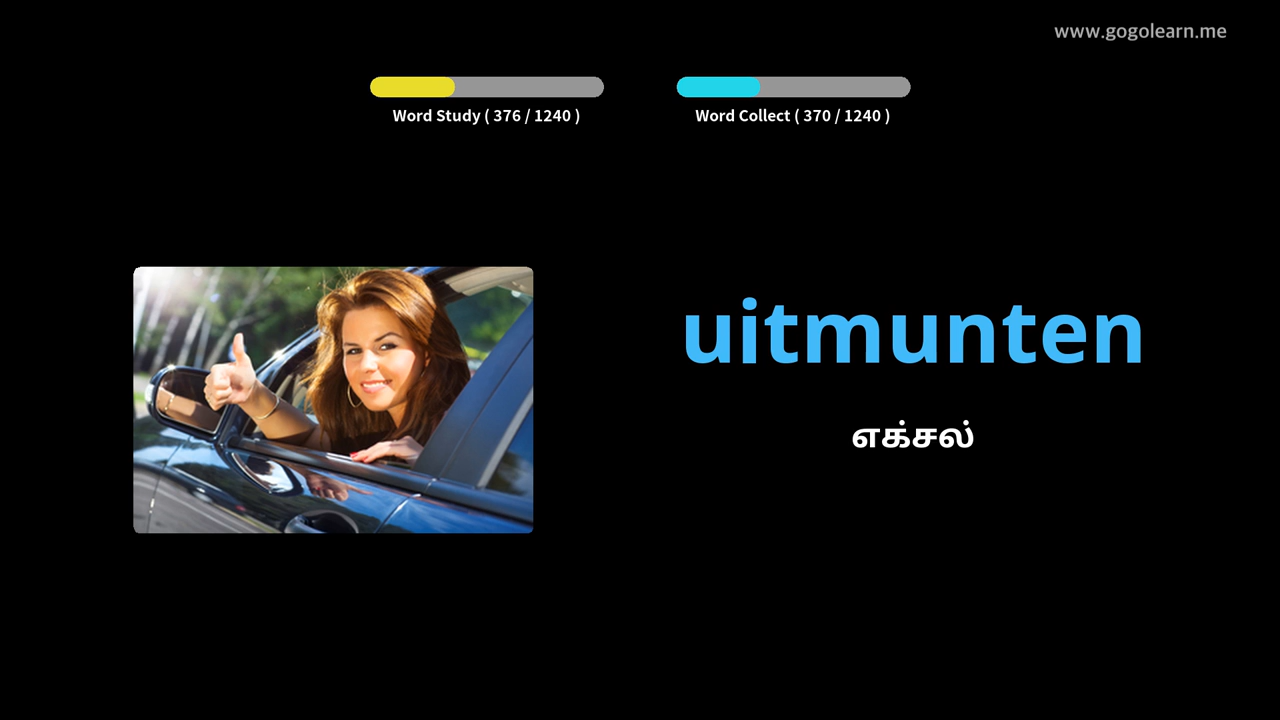 www.gogolearn.me
Word Study ( 376 / 1240 )
Word Collect ( 370 / 1240 )
uitmunten
எக்சல்